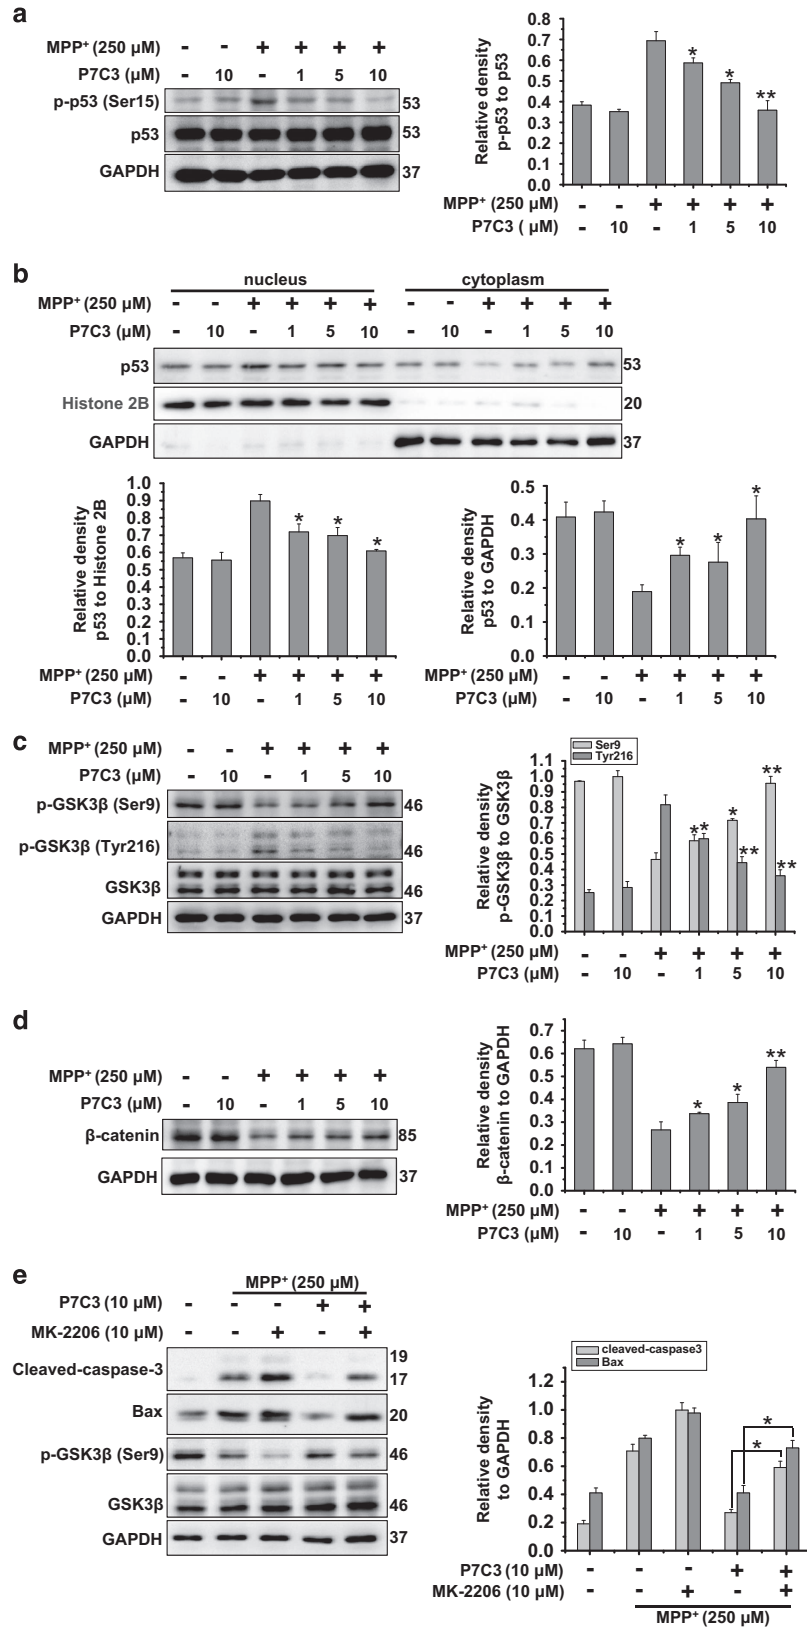 a
MPP⁺ (250 µM) - - + + + +
P7C3 (µM) - 10 - 1 5 10
p-p53 (Ser15) 53
p53 53
GAPDH 37
Relative density
p-p53 to p53
0.8
0.7
0.6
0.5
0.4
0.3
0.2
0.1
0.0
* * **
MPP⁺ (250 µM) - - + + + +
P7C3 ( µM) - 10 - 1 5 10
b
nucleus cytoplasm
MPP⁺ (250 µM) - - + + + + - - + + + +
P7C3 (µM) - 10 - 1 5 10 - 10 - 1 5 10
p53 53
Histone 2B 20
GAPDH 37
Relative density
p53 to Histone 2B
1.0
0.9
0.8
0.7
0.6
0.5
0.4
0.3
0.2
0.1
0.0
* * *
MPP⁺ (250 µM) - - + + + +
P7C3 (µM) - 10 - 1 5 10
Relative density
p53 to GAPDH
0.5
0.4
0.3
0.2
0.1
0.0
* * *
MPP⁺ (250 µM) - - + + + +
P7C3 (µM) - 10 - 1 5 10
c
MPP⁺ (250 µM) - - + + + +
P7C3 (µM) - 10 - 1 5 10
p-GSK3β (Ser9) 46
p-GSK3β (Tyr216) 46
GSK3β 46
GAPDH 37
Ser9
Tyr216
Relative density
p-GSK3β to GSK3β
1.1
1.0
0.9
0.8
0.7
0.6
0.5
0.4
0.3
0.2
0.1
0.0
** * ** ** **
MPP⁺ (250 µM) - - + + + +
P7C3 (µM) - 10 - 1 5 10
d
MPP⁺ (250 µM) - - + + + +
P7C3 (µM) - 10 - 1 5 10
β-catenin 85
GAPDH 37
Relative density
β-catenin to GAPDH
0.7
0.6
0.5
0.4
0.3
0.2
0.1
0.0
* * **
MPP⁺ (250 µM) - - + + + +
P7C3 (µM) - 10 - 1 5 10
e
MPP⁺ (250 µM)
P7C3 (10 µM) - - - + +
MK-2206 (10 µM) - - + - +
Cleaved-caspase-3 19
17
Bax 20
p-GSK3β (Ser9) 46
GSK3β 46
GAPDH 37
cleaved-caspase3
Bax
Relative density
to GAPDH
1.2
1.0
0.8
0.6
0.4
0.2
0.0
* *
P7C3 (10 µM) - - - + +
MK-2206 (10 µM) - - + - +
MPP⁺ (250 µM)